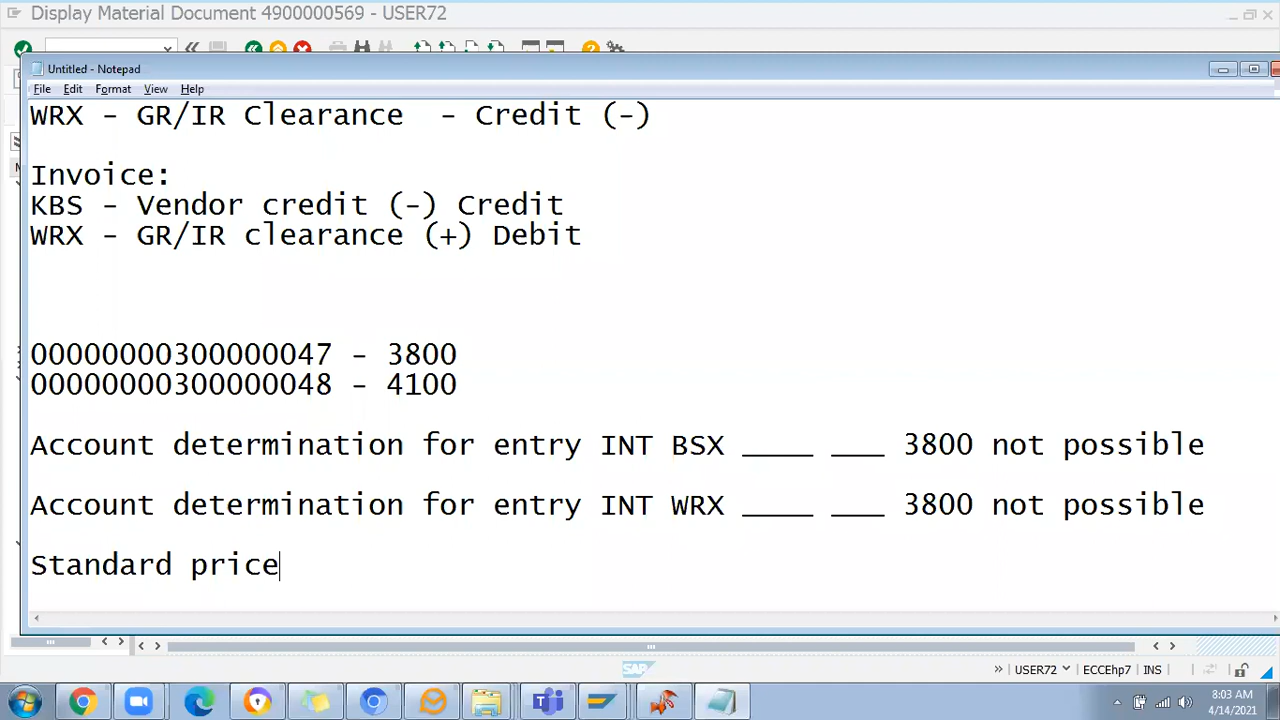 Display Material Document 4900000569 - USER72
Untitled - Notepad
File Edit Format View Help
WRX - GR/IR Clearance - Credit (-)
Invoice:
KBS - Vendor credit (-) Credit
WRX - GR/IR clearance (+) Debit
000000000300000047 - 3800
000000000300000048 - 4100
Account determination for entry INT BSX ____ ___ 3800 not possible
Account determination for entry INT WRX ____ ___ 3800 not possible
Standard price
SAP
USER72 ECCEhp7 INS
8:03 AM
4/14/2021